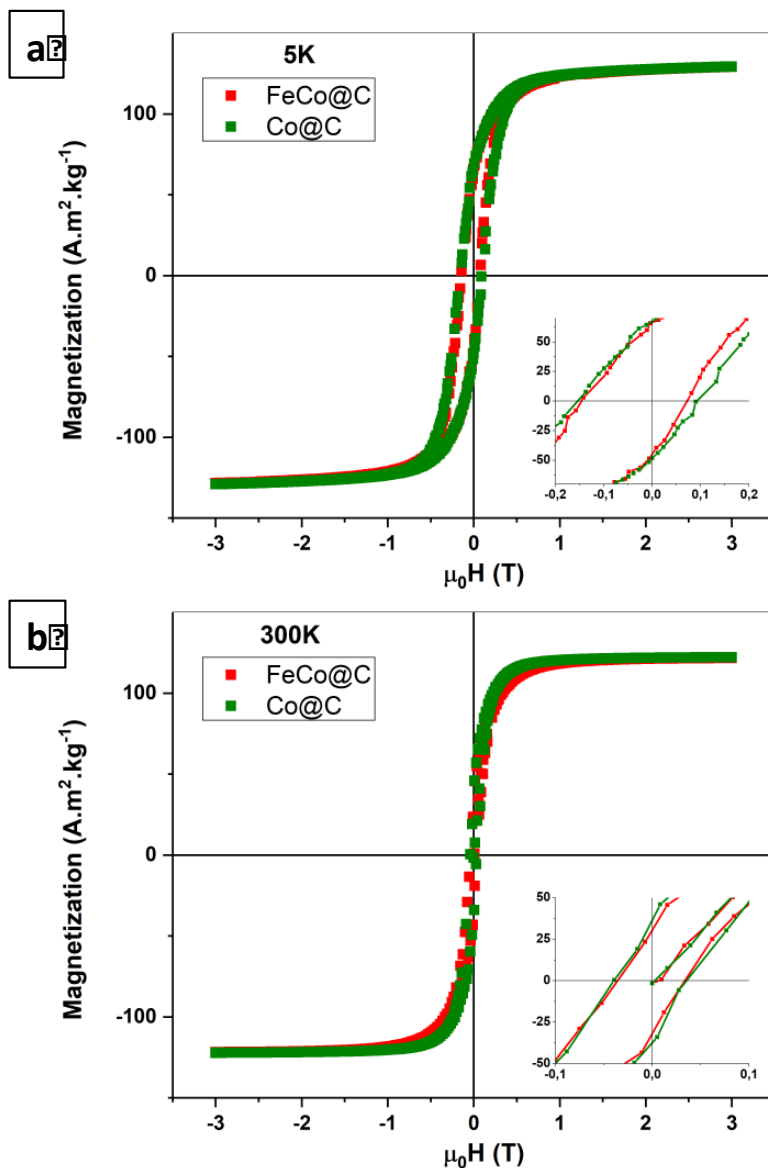 a
5K
FeCo@C
Co@C
100
0
-100
Magnetization (A.m².kg⁻¹)
50
25
0
-25
-50
-0,2 -0,1 0,0 0,1 0,2
-3 -2 -1 0 1 2 3
μ₀H (T)
b
300K
FeCo@C
Co@C
100
0
-100
Magnetization (A.m².kg⁻¹)
50
25
0
-25
-50
-0,1 0,0 0,1
-3 -2 -1 0 1 2 3
μ₀H (T)